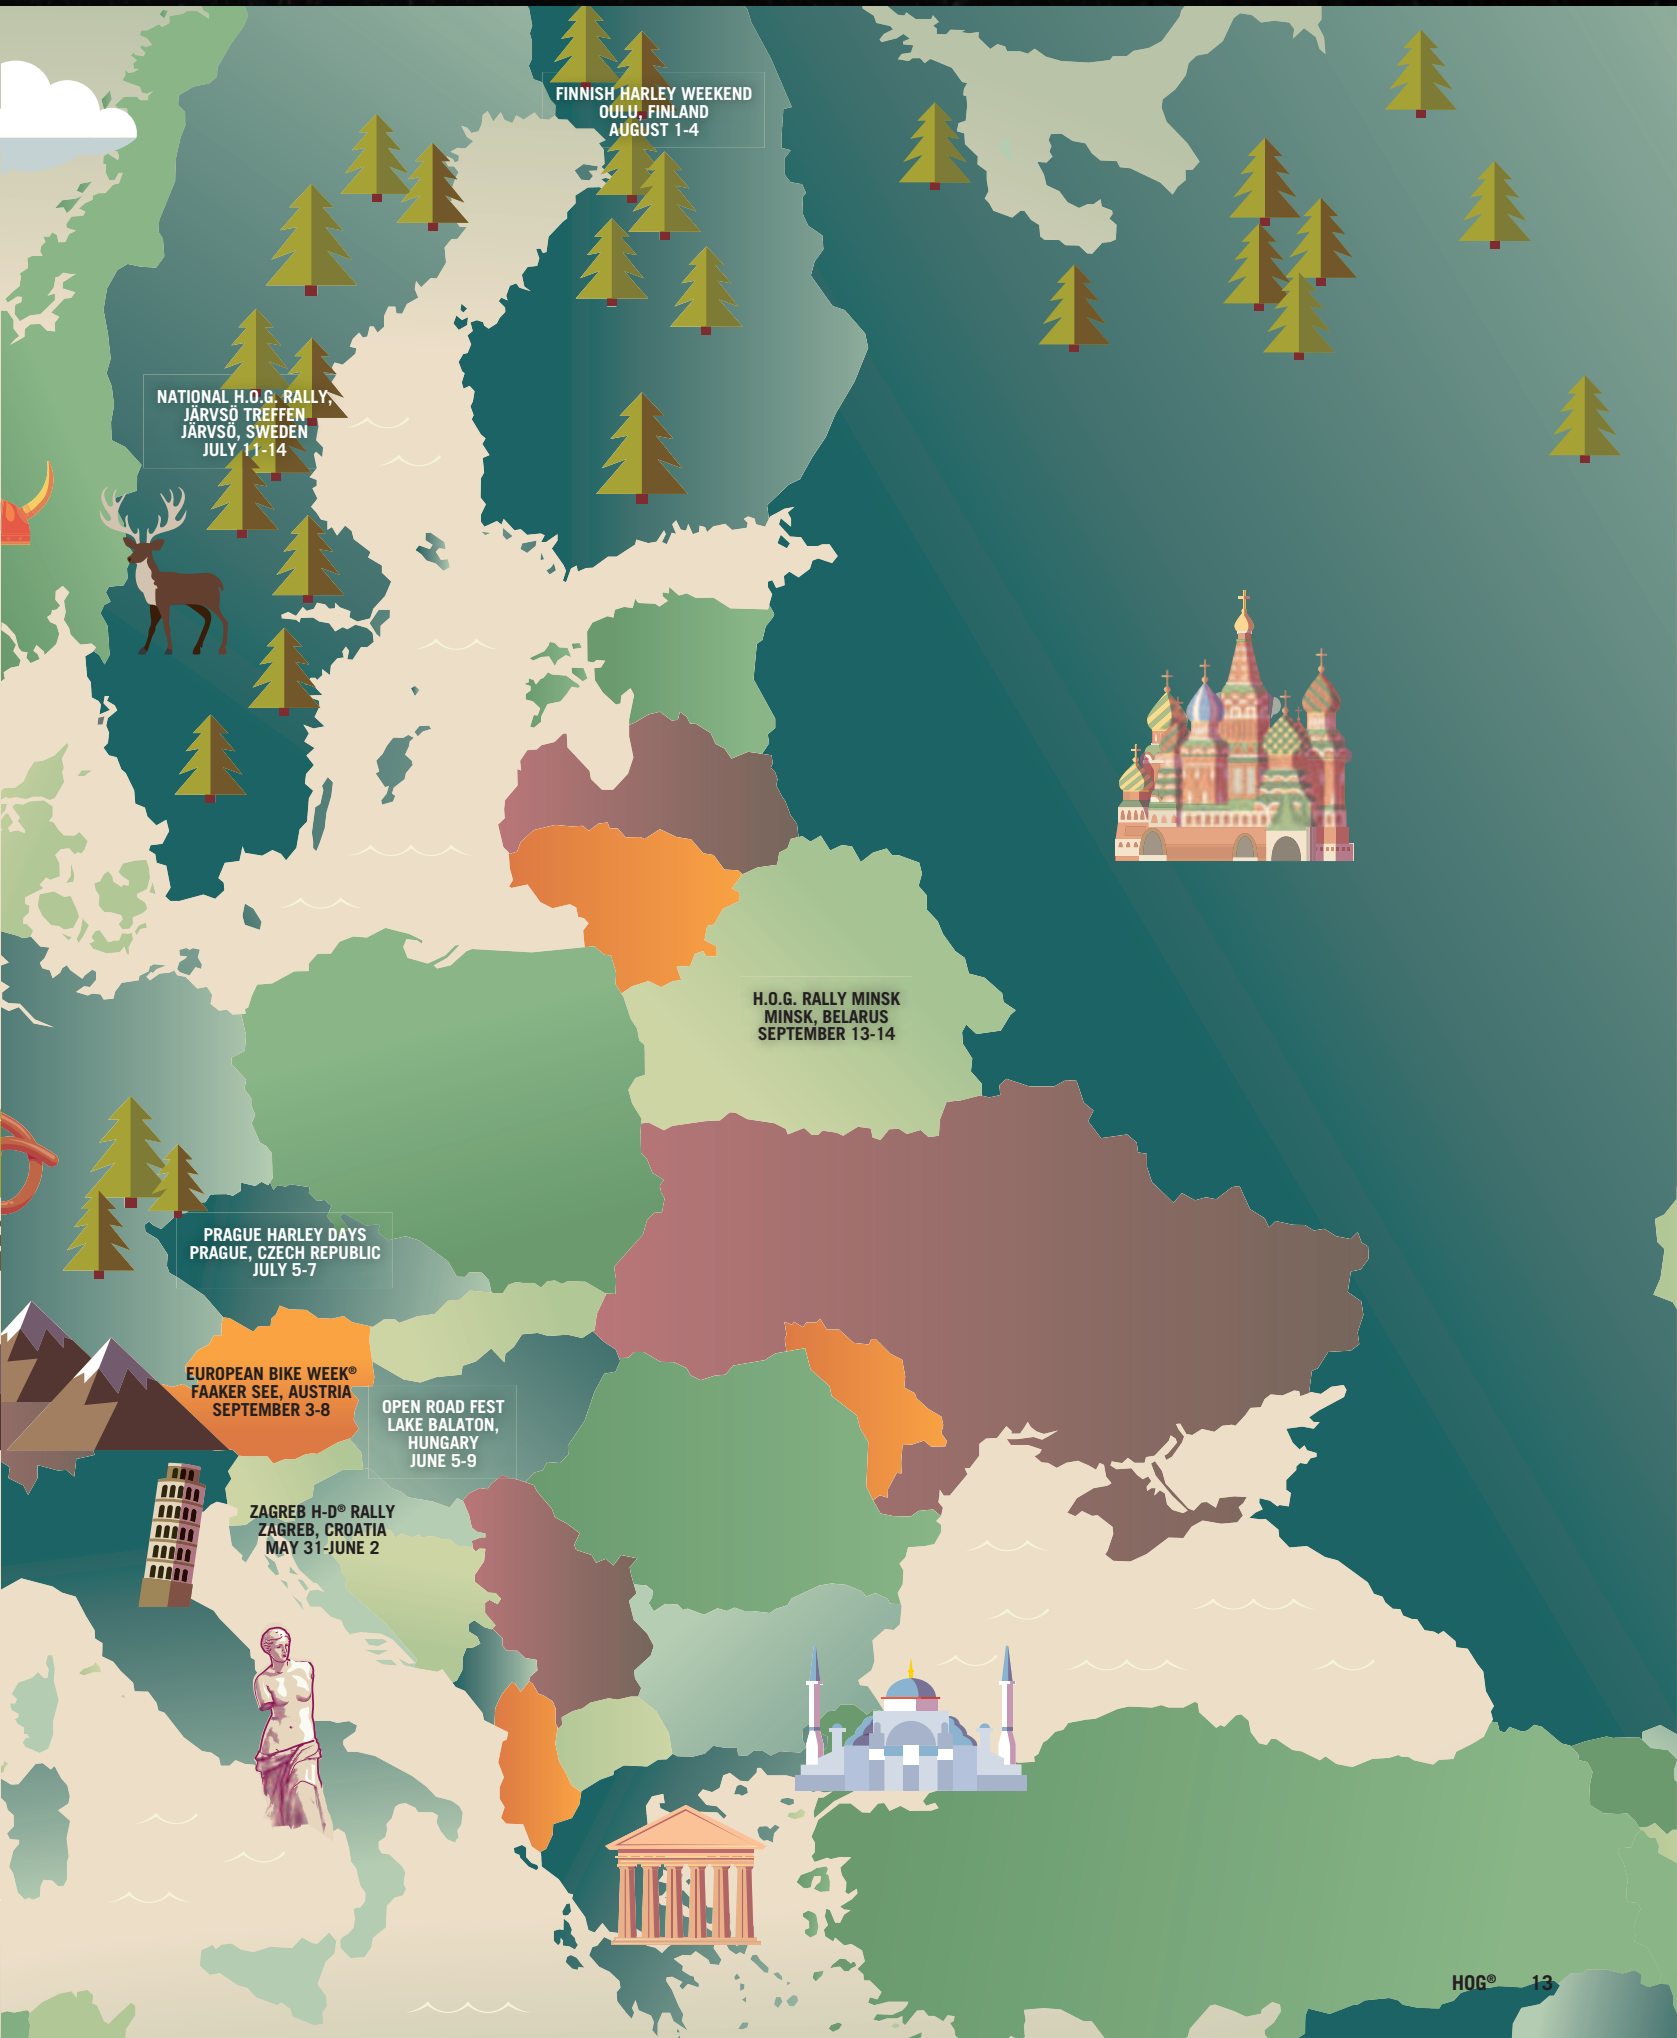 FINNISH HARLEY WEEKEND
OULU, FINLAND
AUGUST 1-4
NATIONAL H.O.G. RALLY,
JÄRVSÖ TREFFEN
JÄRVSÖ, SWEDEN
JULY 11-14
H.O.G. RALLY MINSK
MINSK, BELARUS
SEPTEMBER 13-14
PRAGUE HARLEY DAYS
PRAGUE, CZECH REPUBLIC
JULY 5-7
EUROPEAN BIKE WEEK®
FAAKER SEE, AUSTRIA
SEPTEMBER 3-8
OPEN ROAD FEST
LAKE BALATON,
HUNGARY
JUNE 5-9
ZAGREB H-D® RALLY
ZAGREB, CROATIA
MAY 31-JUNE 2
HOG® 13